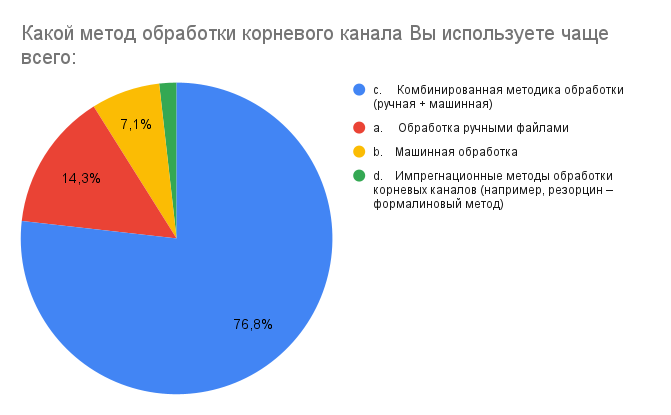 Какой метод обработки корневого канала Вы используете чаще
всего:
c. Комбинированная методика обработки
(ручная + машинная)
a. Обработка ручными файлами
b. Машинная обработка
d. Импрегнационные методы обработки
корневых каналов (например, резорцин –
формалиновый метод)
7,1%
14,3%
76,8%